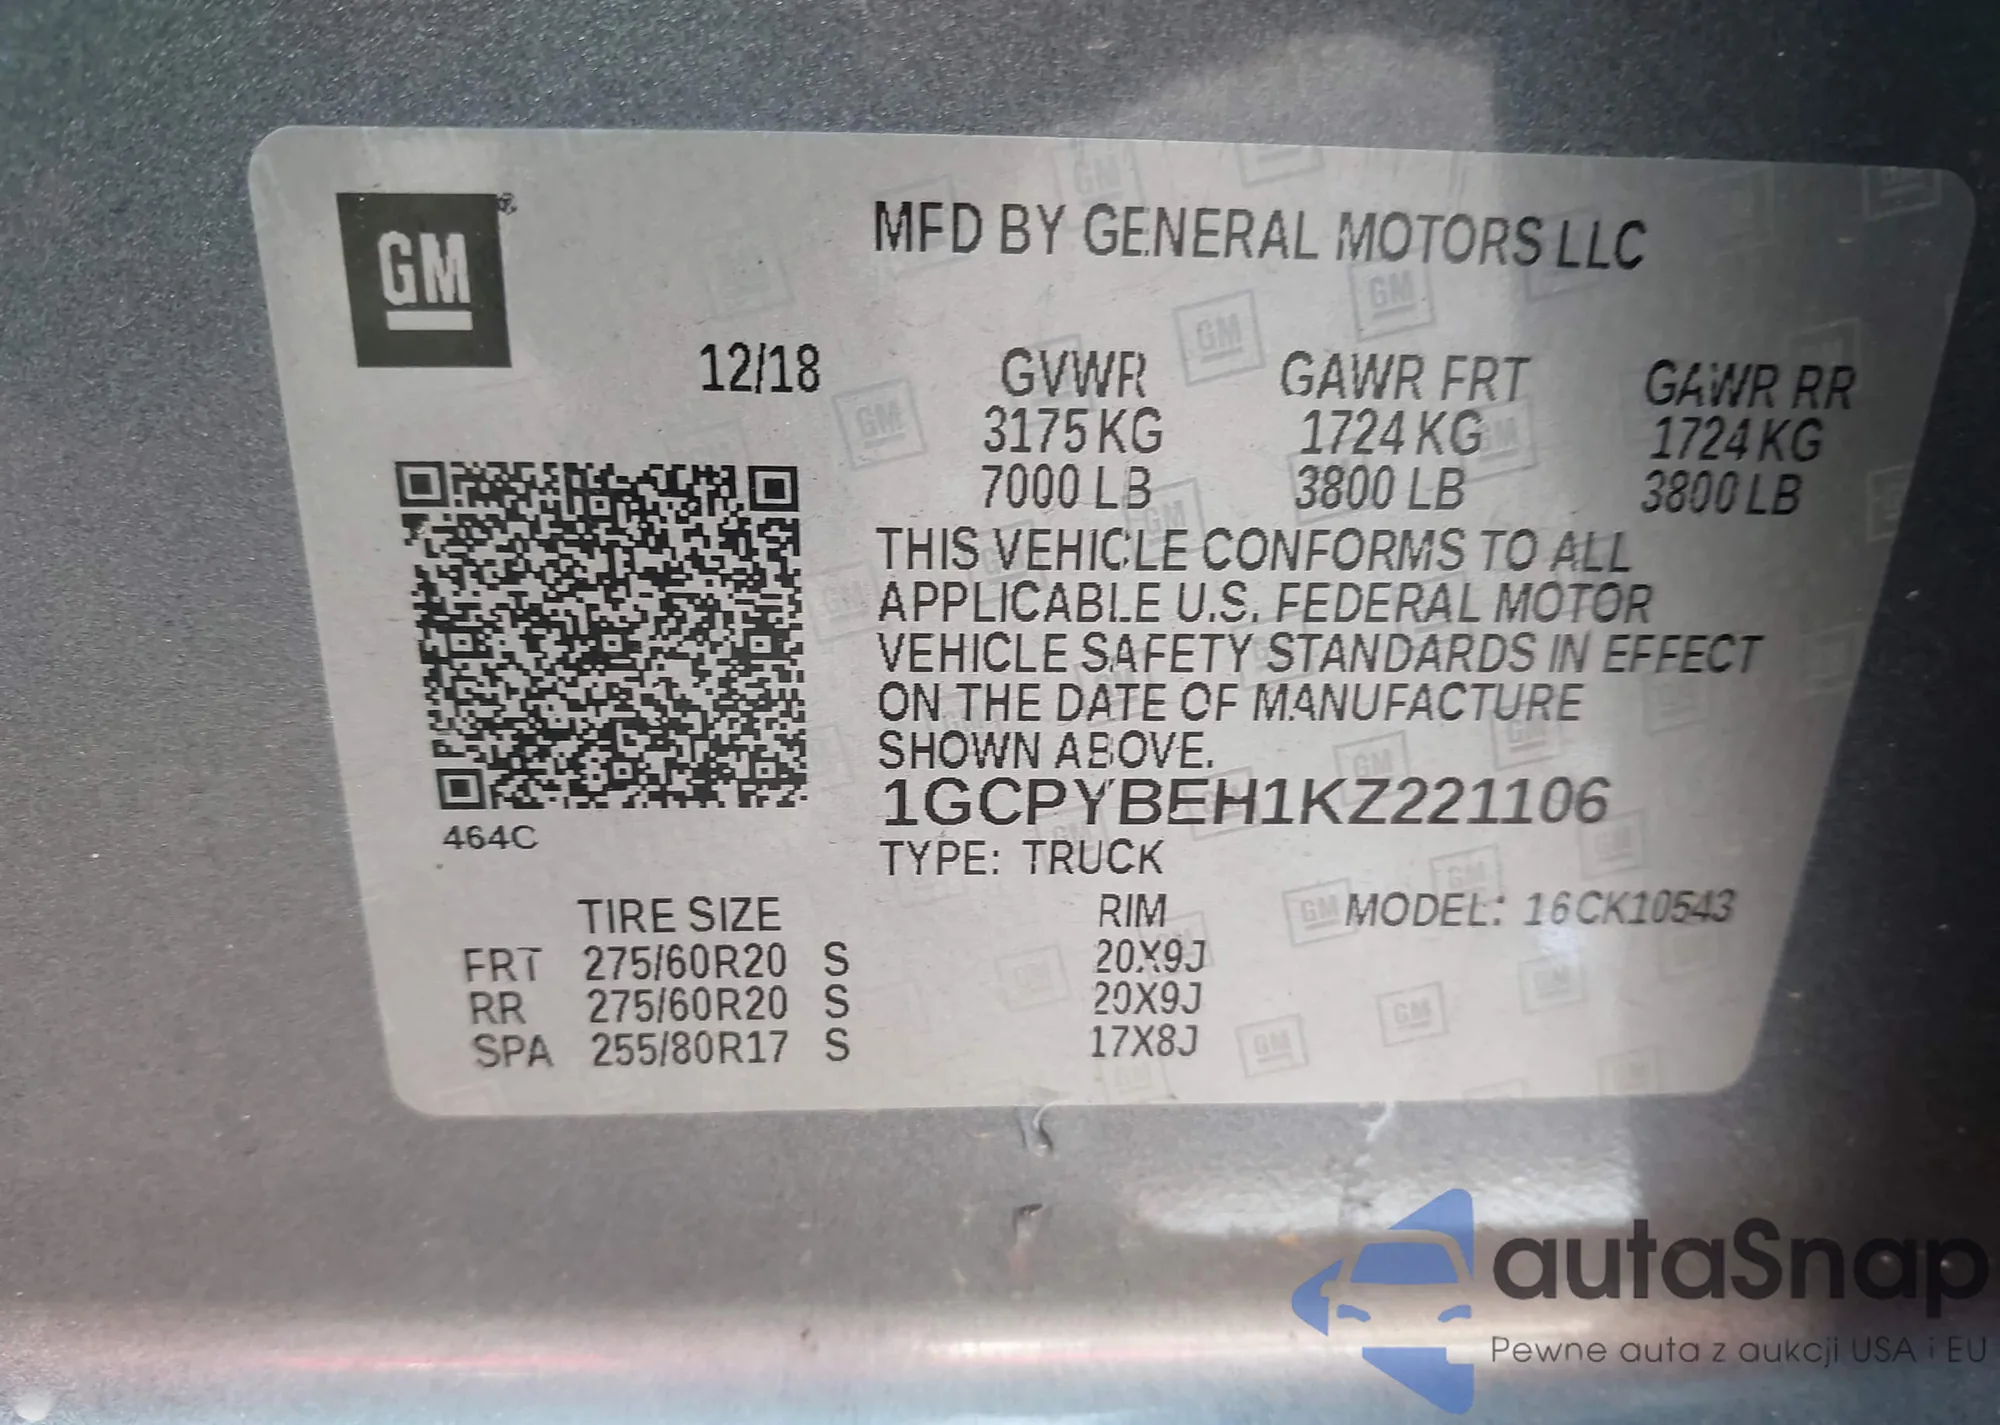 GM
MFD BY GENERAL MOTORS LLC
12/18
GVWR GAWR FRT GAWR RR
3175 KG 1724 KG 1724 KG
7000 LB 3800 LB 3800 LB
THIS VEHICLE CONFORMS TO ALL
APPLICABLE U.S. FEDERAL MOTOR
VEHICLE SAFETY STANDARDS IN EFFECT
ON THE DATE OF MANUFACTURE
SHOWN ABOVE.
1GCPYBEH1KZ221106
464C
TYPE: TRUCK
TIRE SIZE RIM MODEL: 16CK10543
FRT 275/60R20 S 20X9J
RR 275/60R20 S 20X9J
SPA 255/80R17 S 17X8J
autaSnap
Pewne auta z aukcji USA i EU